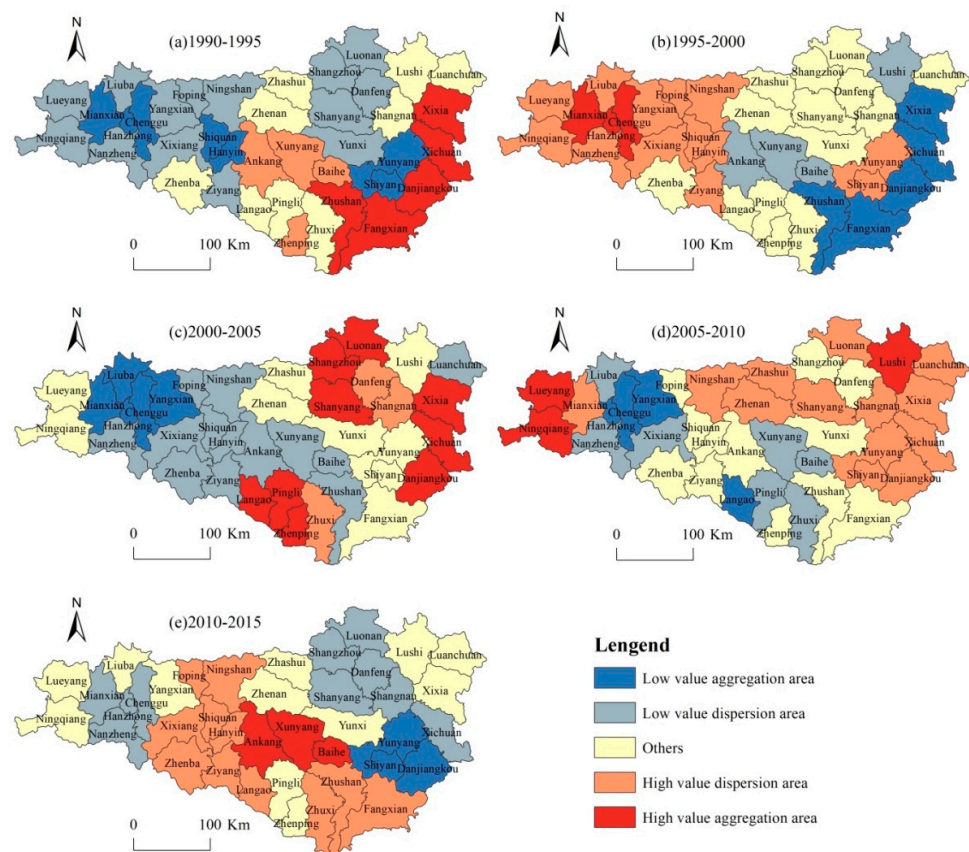 N
(a)1990-1995
Luonan
Liuba
Shangzhou
Lushi
Luanchuan
Zhashui
Ningshan
Foping
Lueyang
Danfeng
Mianxian
Yangxian
Chenggu
Zhenan
Shangnan
Xixia
Shanyang
Ningqiang
Hanzhong
Shiquan
Nanzheng
Xixiang
Hanyin
Xunyang
Yunxi
Xichuan
Yunyang
Ankang
Baihe
Shiyan
Danjiangkou
Ziyang
Zhenba
Pingli
Zhushan
Langao
Zhuxi
Fangxian
Zhenping
0 100 Km
N
(b)1995-2000
Luonan
Liuba
Shangzhou
Lushi
Luanchuan
Zhashui
Ningshan
Foping
Lueyang
Danfeng
Mianxian
Yangxian
Chenggu
Zhenan
Shangnan
Xixia
Shanyang
Ningqiang
Hanzhong
Shiquan
Nanzheng
Xixiang
Hanyin
Xunyang
Yunxi
Xichuan
Yunyang
Ankang
Baihe
Shiyan
Danjiangkou
Ziyang
Zhenba
Pingli
Zhushan
Langao
Zhuxi
Fangxian
Zhenping
0 100 Km
N
(c)2000-2005
Luonan
Liuba
Shangzhou
Lushi
Luanchuan
Zhashui
Ningshan
Foping
Lueyang
Danfeng
Mianxian
Yangxian
Chenggu
Zhenan
Shangnan
Xixia
Shanyang
Ningqiang
Hanzhong
Shiquan
Nanzheng
Xixiang
Hanyin
Xunyang
Yunxi
Xichuan
Yunyang
Ankang
Baihe
Shiyan
Danjiangkou
Ziyang
Zhenba
Pingli
Zhushan
Langao
Zhuxi
Fangxian
Zhenping
0 100 Km
N
(d)2005-2010
Luonan
Liuba
Shangzhou
Lushi
Luanchuan
Zhashui
Ningshan
Foping
Lueyang
Danfeng
Mianxian
Yangxian
Chenggu
Zhenan
Shangnan
Xixia
Shanyang
Ningqiang
Hanzhong
Shiquan
Nanzheng
Xixiang
Hanyin
Xunyang
Yunxi
Xichuan
Yunyang
Ankang
Baihe
Shiyan
Danjiangkou
Ziyang
Zhenba
Pingli
Zhushan
Langao
Zhuxi
Fangxian
Zhenping
0 100 Km
N
(e)2010-2015
Luonan
Liuba
Shangzhou
Lushi
Luanchuan
Zhashui
Ningshan
Foping
Lueyang
Danfeng
Mianxian
Yangxian
Chenggu
Zhenan
Shangnan
Xixia
Shanyang
Ningqiang
Hanzhong
Shiquan
Nanzheng
Xixiang
Hanyin
Xunyang
Yunxi
Xichuan
Yunyang
Ankang
Baihe
Shiyan
Danjiangkou
Ziyang
Zhenba
Pingli
Zhushan
Langao
Zhuxi
Fangxian
Zhenping
0 100 Km
Lengend
Low value aggregation area
Low value dispersion area
Others
High value dispersion area
High value aggregation area